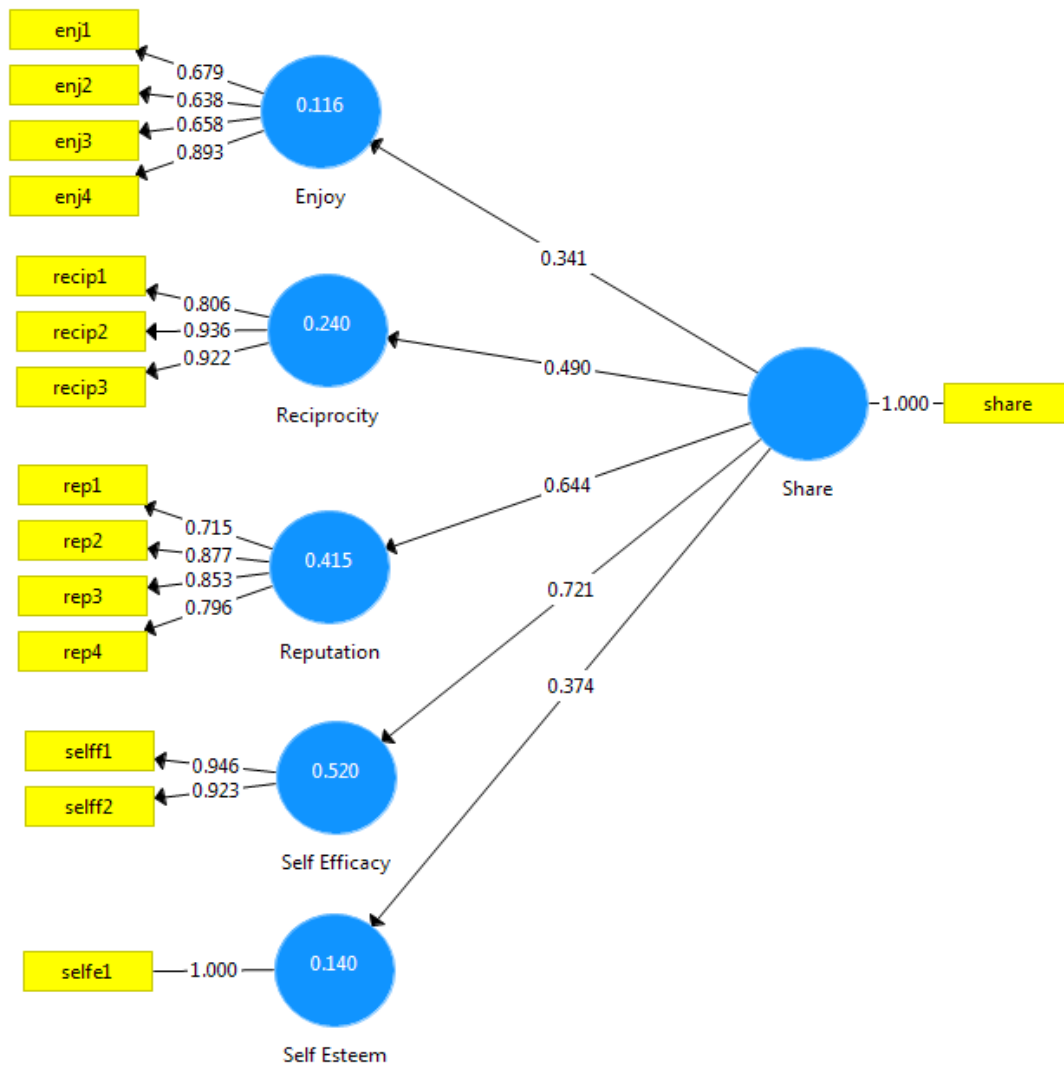 enj1
enj2
enj3
enj4
0.679
0.638
0.658
0.893
0.116
Enjoy
0.341
recip1
recip2
recip3
0.806
0.936
0.922
0.240
Reciprocity
0.490
rep1
rep2
rep3
rep4
0.715
0.877
0.853
0.796
0.415
Reputation
0.644
selff1
selff2
0.946
0.923
0.520
Self Efficacy
0.721
selfe1
1.000
0.140
Self Esteem
0.374
Share
1.000
share